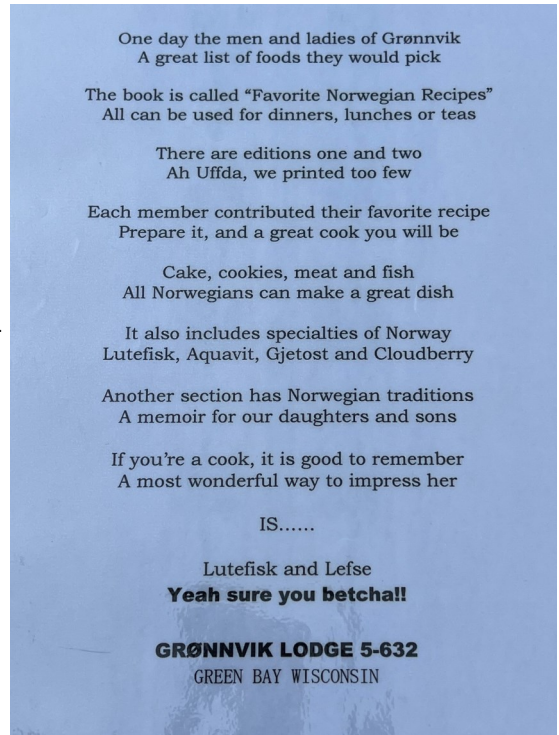 One day the men and ladies of Grønnvik
A great list of foods they would pick
The book is called “Favorite Norwegian Recipes”
All can be used for dinners, lunches or teas
There are editions one and two
Ah Uffda, we printed too few
Each member contributed their favorite recipe
Prepare it, and a great cook you will be
Cake, cookies, meat and fish
All Norwegians can make a great dish
It also includes specialties of Norway
Lutefisk, Aquavit, Gjetost and Cloudberry
Another section has Norwegian traditions
A memoir for our daughters and sons
If you’re a cook, it is good to remember
A most wonderful way to impress her
IS......
Lutefisk and Lefse
Yeah sure you betcha!!
GRØNNVIK LODGE 5-632
GREEN BAY WISCONSIN